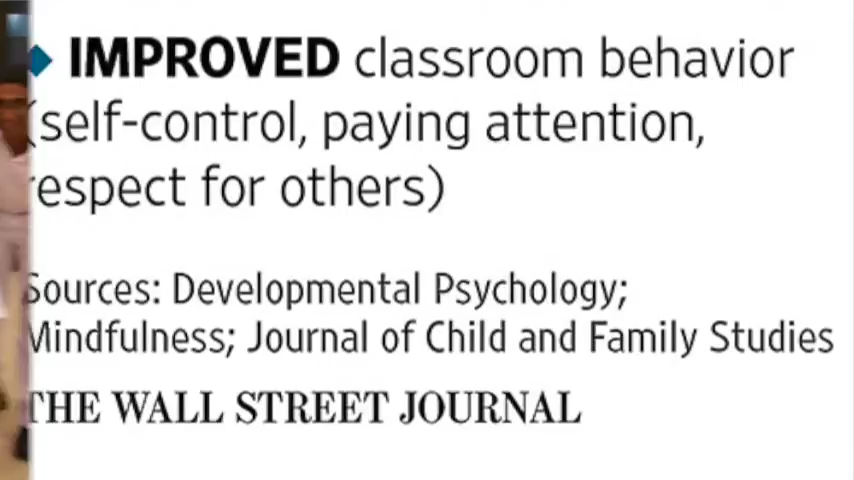 ◆ IMPROVED classroom behavior
(self-control, paying attention,
respect for others)
Sources: Developmental Psychology;
Mindfulness; Journal of Child and Family Studies
THE WALL STREET JOURNAL